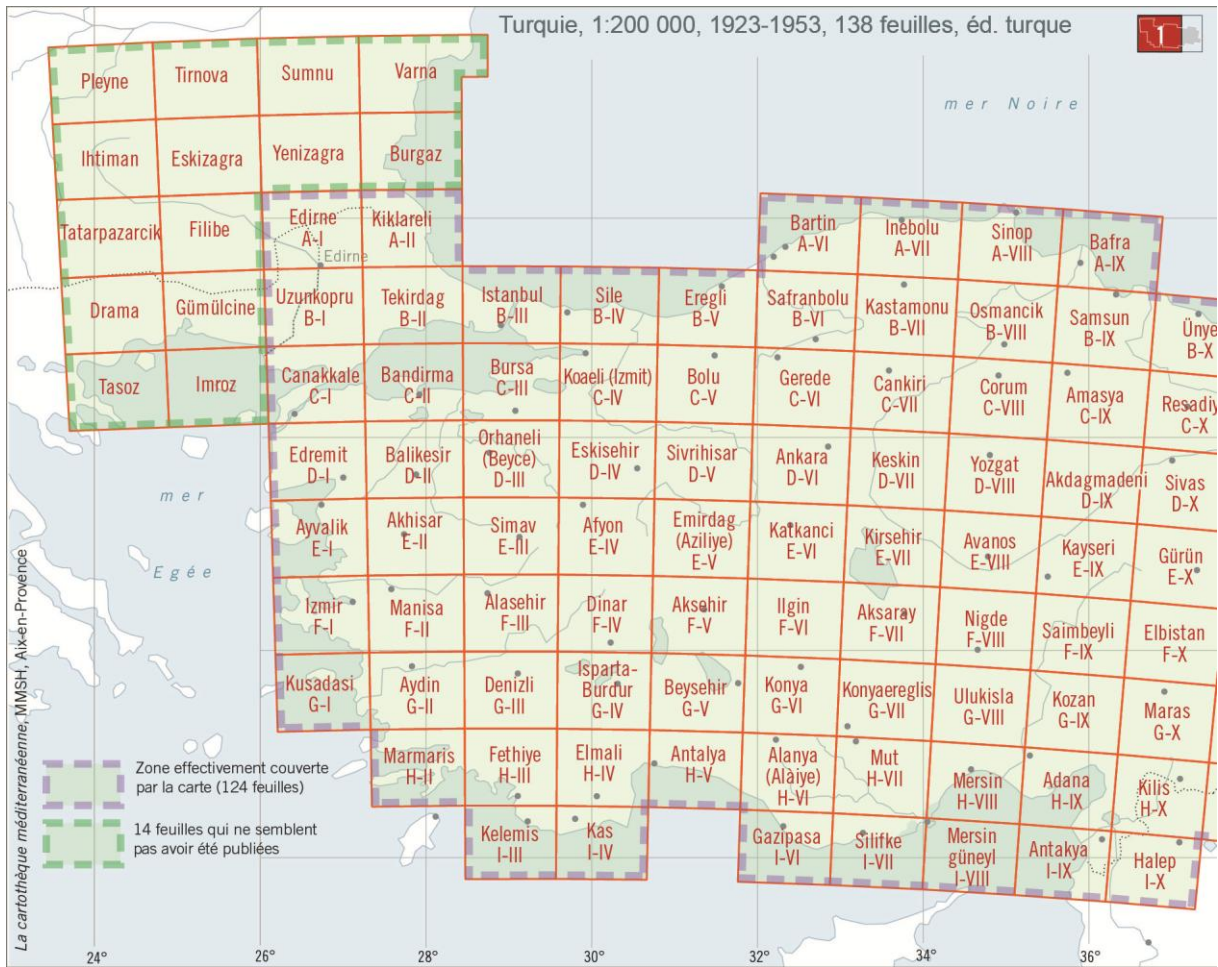 Turquie, 1:200 000, 1923-1953, 138 feuilles, éd. turque
1
mer Noire
Pleyne
Tirnova
Sumnu
Varna
Ihtiman
Eskizagra
Yenizagra
Burgaz
Tatarpazarcik
Filibe
Edirne
A-I
Edirne
Kiklareli
A-II
Bartin
A-VI
Inebolu
A-VII
Sinop
A-VIII
Bafra
A-IX
Drama
Gümülcine
Uzunkopru
B-I
Tekirdag
B-II
Istanbul
B-III
Sile
B-IV
Eregli
B-V
Safranbolu
B-VI
Kastamonu
B-VII
Osmancik
B-VIII
Samsun
B-IX
Ünye
B-X
Tasoz
Imroz
Canakkale
C-I
Bandirma
C-II
Bursa
C-III
Koaeli (Izmit)
C-IV
Bolu
C-V
Gerede
C-VI
Cankiri
C-VII
Corum
C-VIII
Amasya
C-IX
Resadiy
C-X
mer
Egée
Edremit
D-I
Balikesir
D-II
Orhaneli
(Beyce)
D-III
Eskisehir
D-IV
Sivrihisar
D-V
Ankara
D-VI
Keskin
D-VII
Yozgat
D-VIII
Akdagmadeni
D-IX
Sivas
D-X
Ayvalik
E-I
Akhisar
E-II
Simav
E-III
Afyon
E-IV
Emirdag
(Aziliye)
E-V
Katkanci
E-VI
Kirsehir
E-VII
Avanos
E-VIII
Kayseri
E-IX
Gürün
E-X
Izmir
F-I
Manisa
F-II
Alasehir
F-III
Dinar
F-IV
Aksehir
F-V
Ilgin
F-VI
Aksaray
F-VII
Nigde
F-VIII
Saimbeyli
F-IX
Elbistan
F-X
Kusadasi
G-I
Aydin
G-II
Denizli
G-III
Isparta-
Burdur
G-IV
Beysehir
G-V
Konya
G-VI
Konyaereglis
G-VII
Ulukisla
G-VIII
Kozan
G-IX
Maras
G-X
Marmaris
H-II
Fethiye
H-III
Elmali
H-IV
Antalya
H-V
Alanya
(Alàiye)
H-VI
Mut
H-VII
Mersin
H-VIII
Adana
H-IX
Kilis
H-X
Kelemis
I-III
Kas
I-IV
Gazipasa
I-VI
Silifke
I-VII
Mersin
güneyl
I-VIII
Antakya
I-IX
Halep
I-X
Zone effectivement couverte
par la carte (124 feuilles)
14 feuilles qui ne semblent
pas avoir été publiées
La cartothèque méditerranéenne, MMSH, Aix-en-Provence
24°
26°
28°
30°
32°
34°
36°